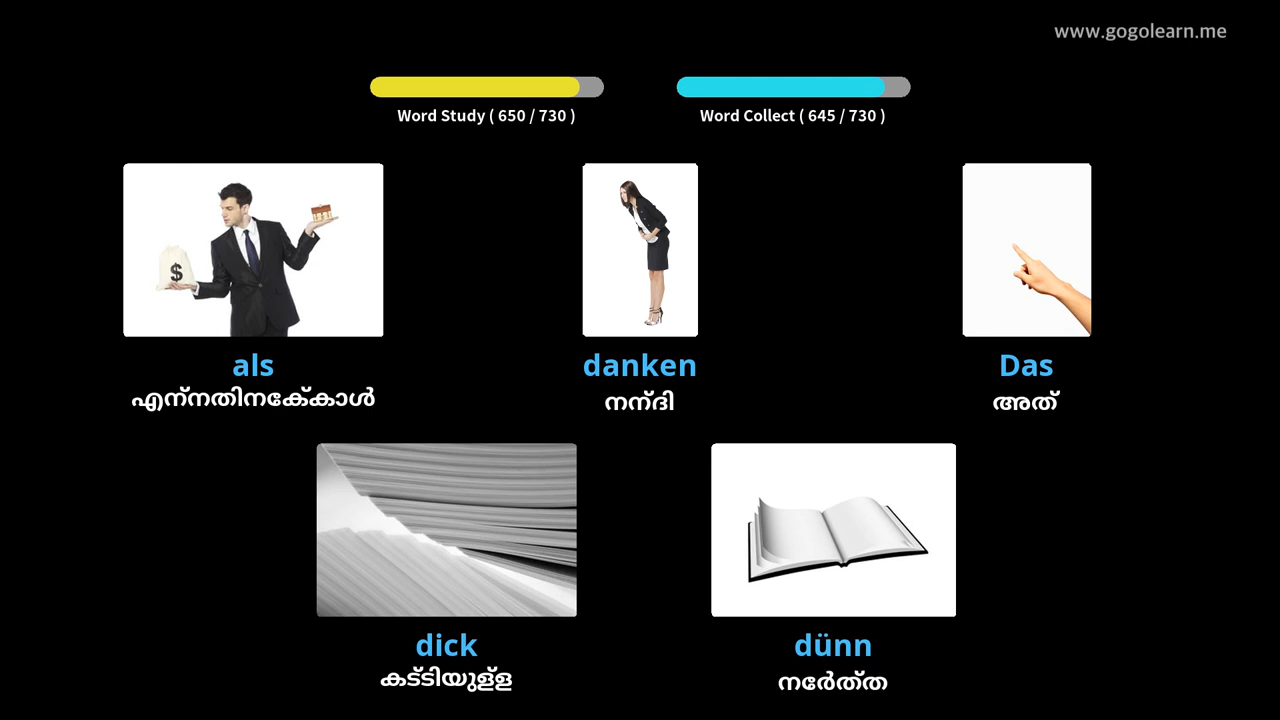 www.gogolearn.me
Word Study ( 650 / 730 )
Word Collect ( 645 / 730 )
$
als
എന്നതിനേക്കാൾ
danken
നന്ദി
Das
അത്
dick
കട്ടിയുള്ള
dünn
നേർത്ത